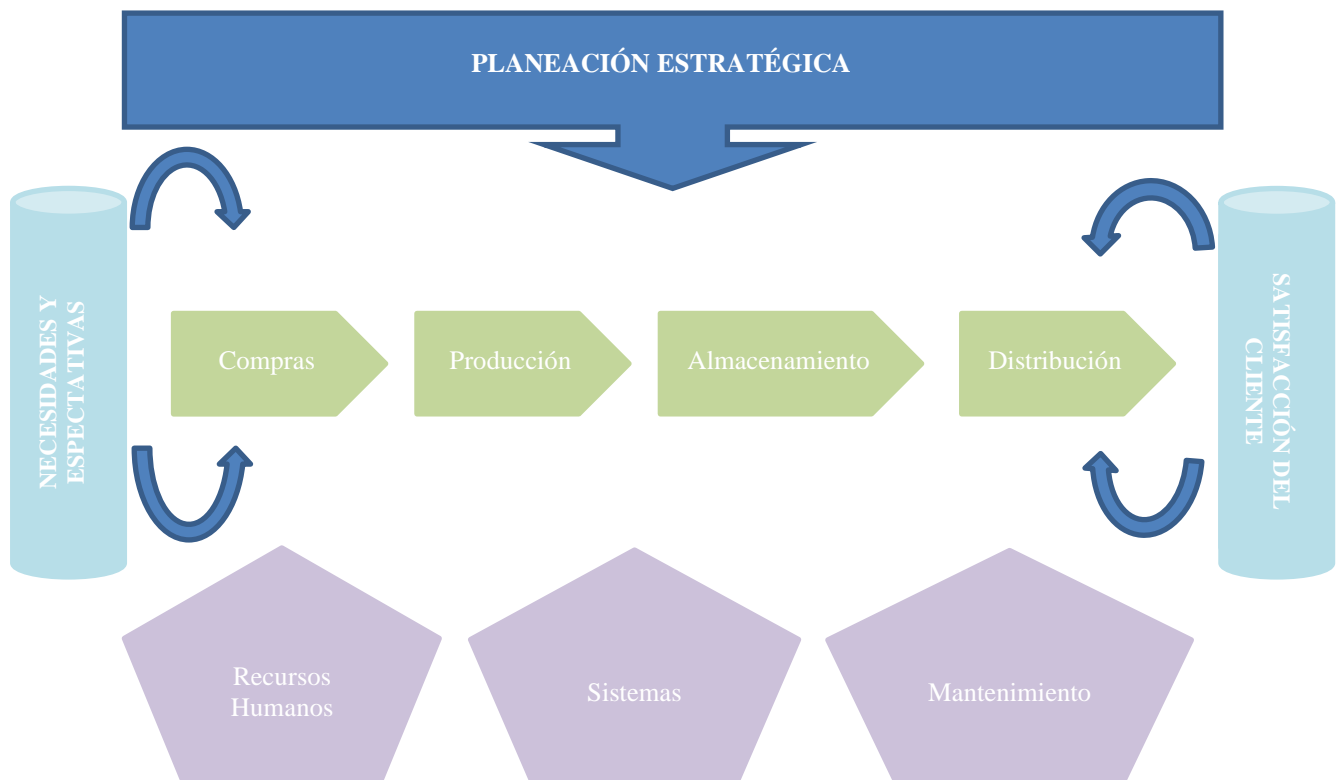 PLANEACIÓN ESTRATÉGICA
NECESIDADES Y
ESPECTATIVAS
Compras
Producción
Almacenamiento
Distribución
SATISFACCIÓN DEL
CLIENTE
Recursos
Humanos
Sistemas
Mantenimiento